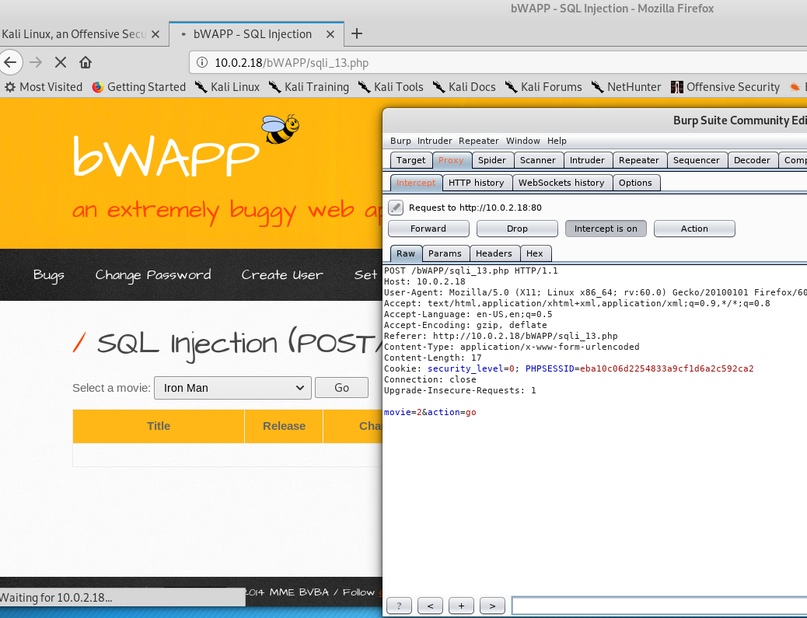 bWAPP - SQL Injection - Mozilla Firefox
Kali Linux, an Offensive Secu
bWAPP - SQL Injection
10.0.2.18/bWAPP/sqli_13.php
Most Visited Getting Started Kali Linux Kali Training Kali Tools Kali Docs Kali Forums NetHunter Offensive Security
bWAPP
an extremely buggy web ap
Bugs Change Password Create User Set
/ SQL Injection (POST/
Select a movie: Iron Man Go
Title Release Cha
2014 MME BVBA / Follow
Waiting for 10.0.2.18...
Burp Suite Community Edi
Burp Intruder Repeater Window Help
Target Proxy Spider Scanner Intruder Repeater Sequencer Decoder Comp
Intercept HTTP history WebSockets history Options
Request to http://10.0.2.18:80
Forward Drop Intercept is on Action
Raw Params Headers Hex
POST /bWAPP/sqli_13.php HTTP/1.1
Host: 10.0.2.18
User-Agent: Mozilla/5.0 (X11; Linux x86_64; rv:60.0) Gecko/20100101 Firefox/60
Accept: text/html,application/xhtml+xml,application/xml;q=0.9,*/*;q=0.8
Accept-Language: en-US,en;q=0.5
Accept-Encoding: gzip, deflate
Referer: http://10.0.2.18/bWAPP/sqli_13.php
Content-Type: application/x-www-form-urlencoded
Content-Length: 17
Cookie: security_level=0; PHPSESSID=eba10c06d2254833a9cf1d6a2c592ca2
Connection: close
Upgrade-Insecure-Requests: 1
movie=2&action=go
? < + >